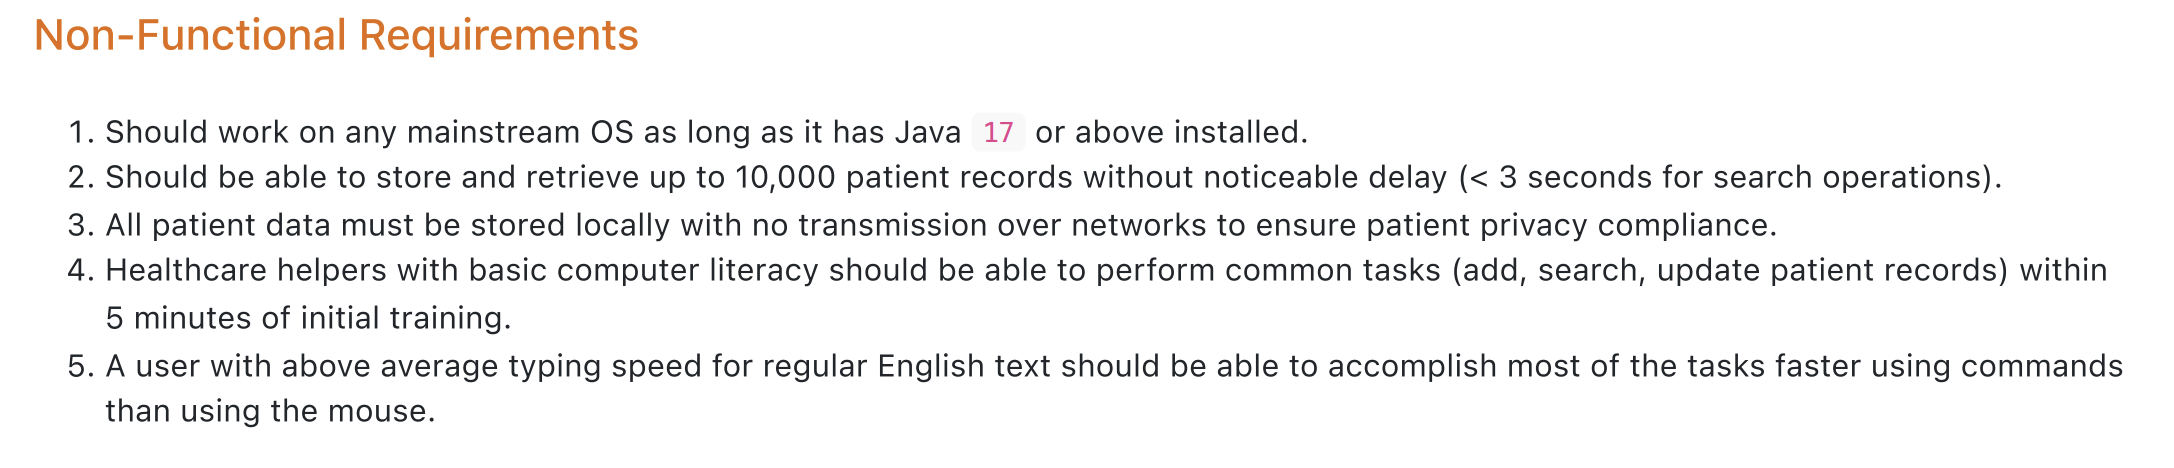 Non-Functional Requirements
1. Should work on any mainstream OS as long as it has Java 17 or above installed.
2. Should be able to store and retrieve up to 10,000 patient records without noticeable delay (< 3 seconds for search operations).
3. All patient data must be stored locally with no transmission over networks to ensure patient privacy compliance.
4. Healthcare helpers with basic computer literacy should be able to perform common tasks (add, search, update patient records) within
5 minutes of initial training.
5. A user with above average typing speed for regular English text should be able to accomplish most of the tasks faster using commands
than using the mouse.